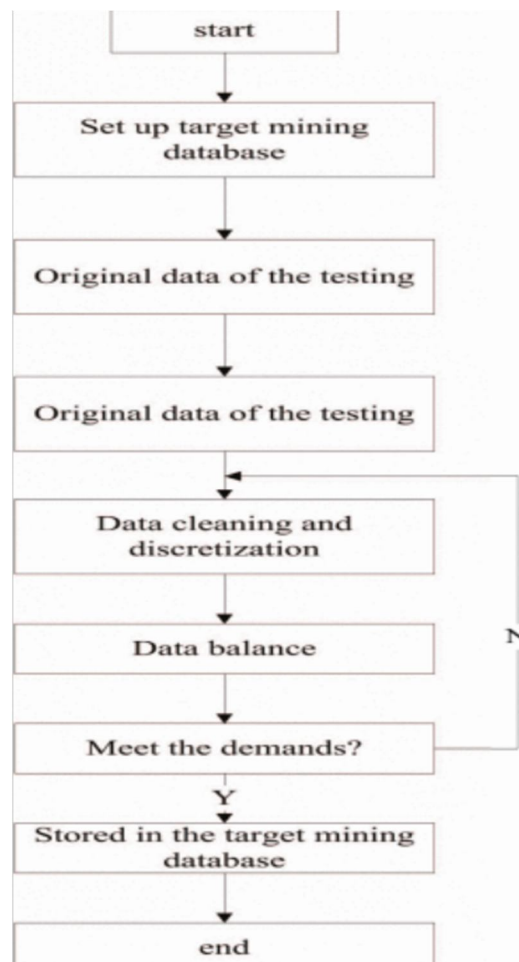 start
Set up target mining
database
Original data of the testing
Original data of the testing
Data cleaning and
discretization
Data balance
N
Meet the demands?
Y
Stored in the target mining
database
end